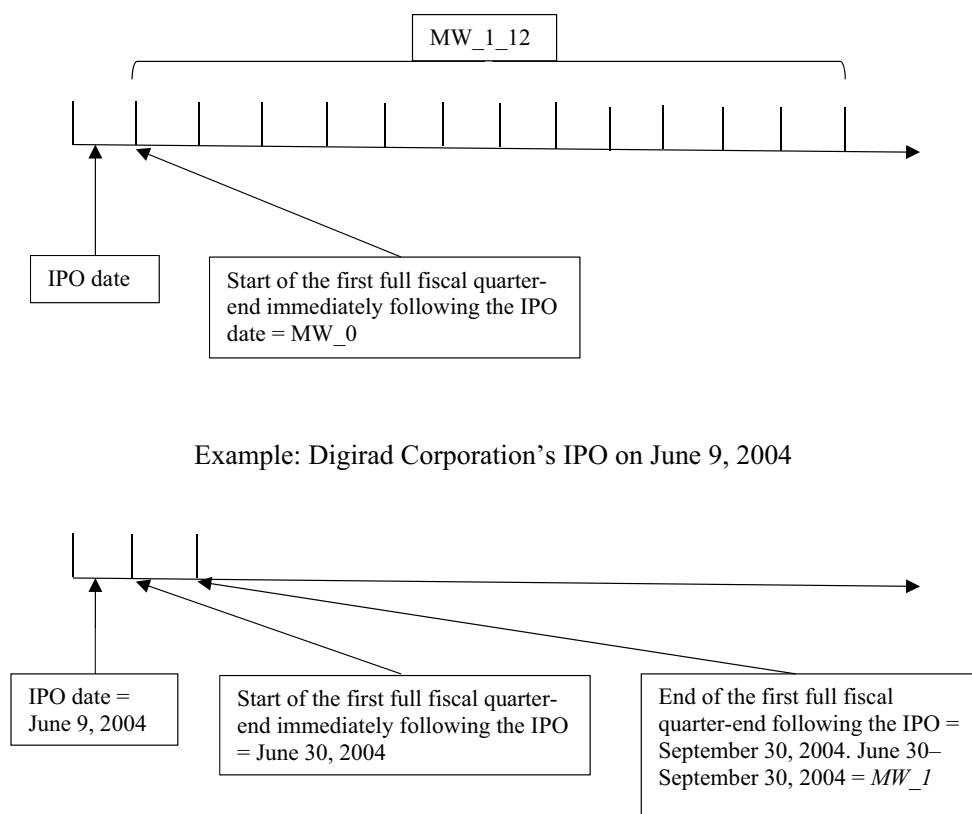 MW_1_12
IPO date
Start of the first full fiscal quarter-
end immediately following the IPO
date = MW_0
Example: Digirad Corporation’s IPO on June 9, 2004
IPO date =
June 9, 2004
Start of the first full fiscal quarter-
end immediately following the IPO
= June 30, 2004
End of the first full fiscal
quarter-end following the IPO =
September 30, 2004. June 30–
September 30, 2004 = MW_1